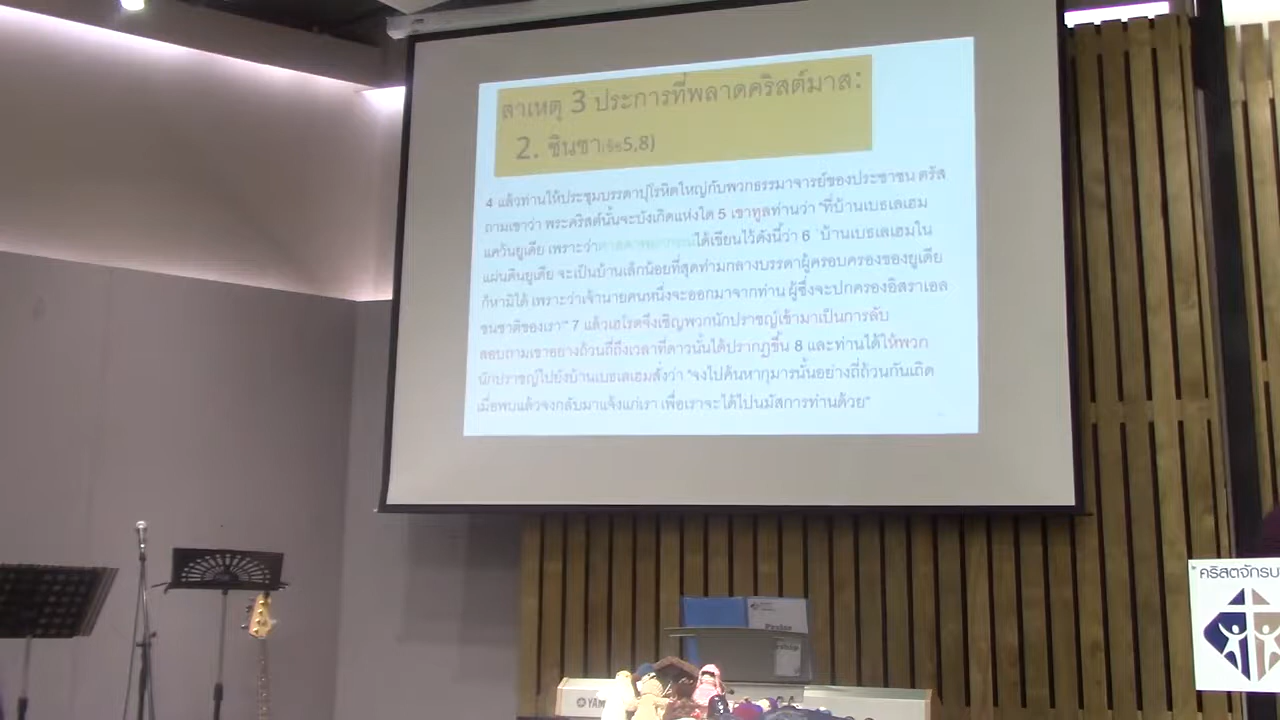 สาเหตุ 3 ประการที่พลาดคริสต์มาส:
2. ชินชา(ข้อ5,8)
4 แล้วท่านให้ประชุมบรรดาปุโรหิตใหญ่กับพวกธรรมาจารย์ของประชาชน ตรัส
ถามเขาว่า พระคริสต์นั้นจะบังเกิดแห่งใด 5 เขาทูลท่านว่า "ที่บ้านเบธเลเฮม
แคว้นยูเดีย เพราะว่า ได้เขียนไว้ดังนี้ว่า 6 'บ้านเบธเลเฮมใน
แผ่นดินยูเดีย จะเป็นบ้านเล็กน้อยที่สุดท่ามกลางบรรดาผู้ครอบครองของยูเดีย
ก็หามิได้ เพราะว่าเจ้านายคนหนึ่งจะออกมาจากท่าน ผู้ซึ่งจะปกครองอิสราเอล
ชนชาติของเรา'" 7 แล้วเฮโรดจึงเชิญพวกนักปราชญ์เข้ามาเป็นการลับ
สอบถามเขาอย่างถ้วนถี่ถึงเวลาที่ดาวนั้นได้ปรากฏขึ้น 8 และท่านได้ให้พวก
นักปราชญ์ไปยังบ้านเบธเลเฮมสั่งว่า "จงไปค้นหากุมารนั้นอย่างถี่ถ้วนกันเถิด
เมื่อพบแล้วจงกลับมาแจ้งแก่เรา เพื่อเราจะได้ไปนมัสการท่านด้วย"
คริสตจักรบ
YAM